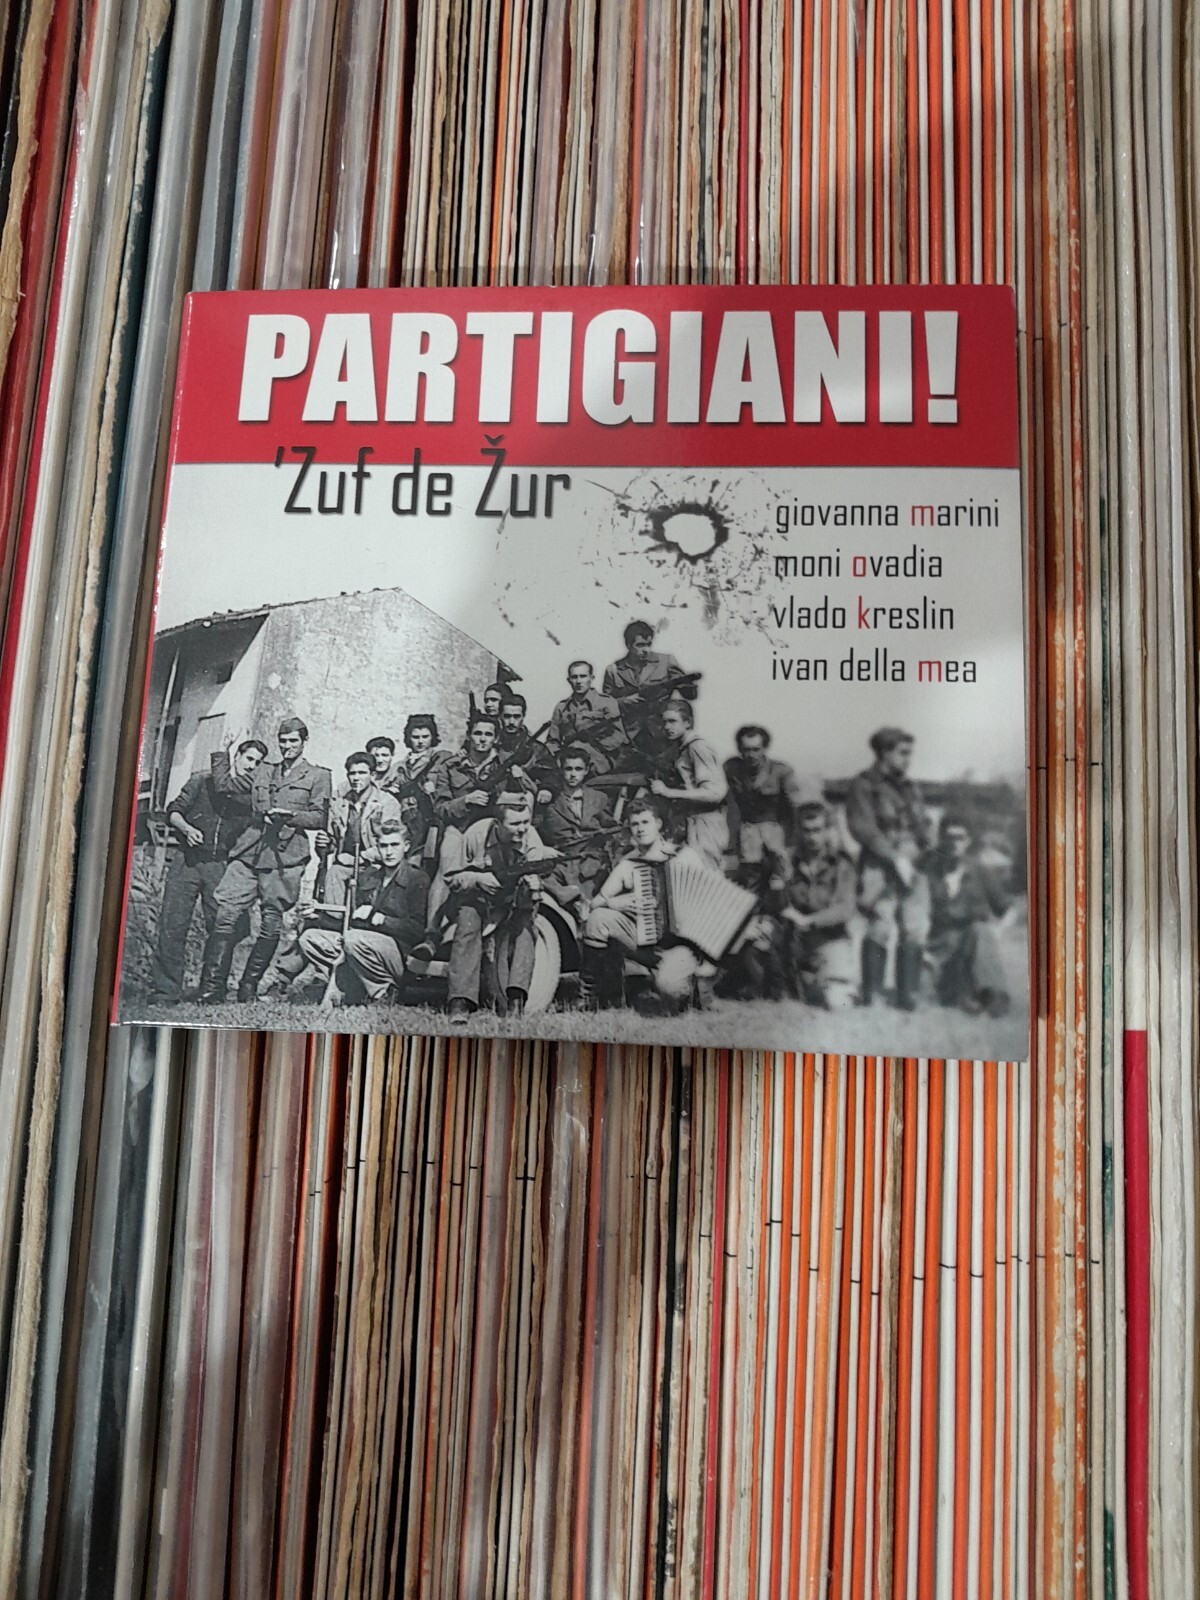 PARTIGIANI!
'Zuf de Žur
giovanna marini
moni ovadia
vlado kreslin
ivan della mea